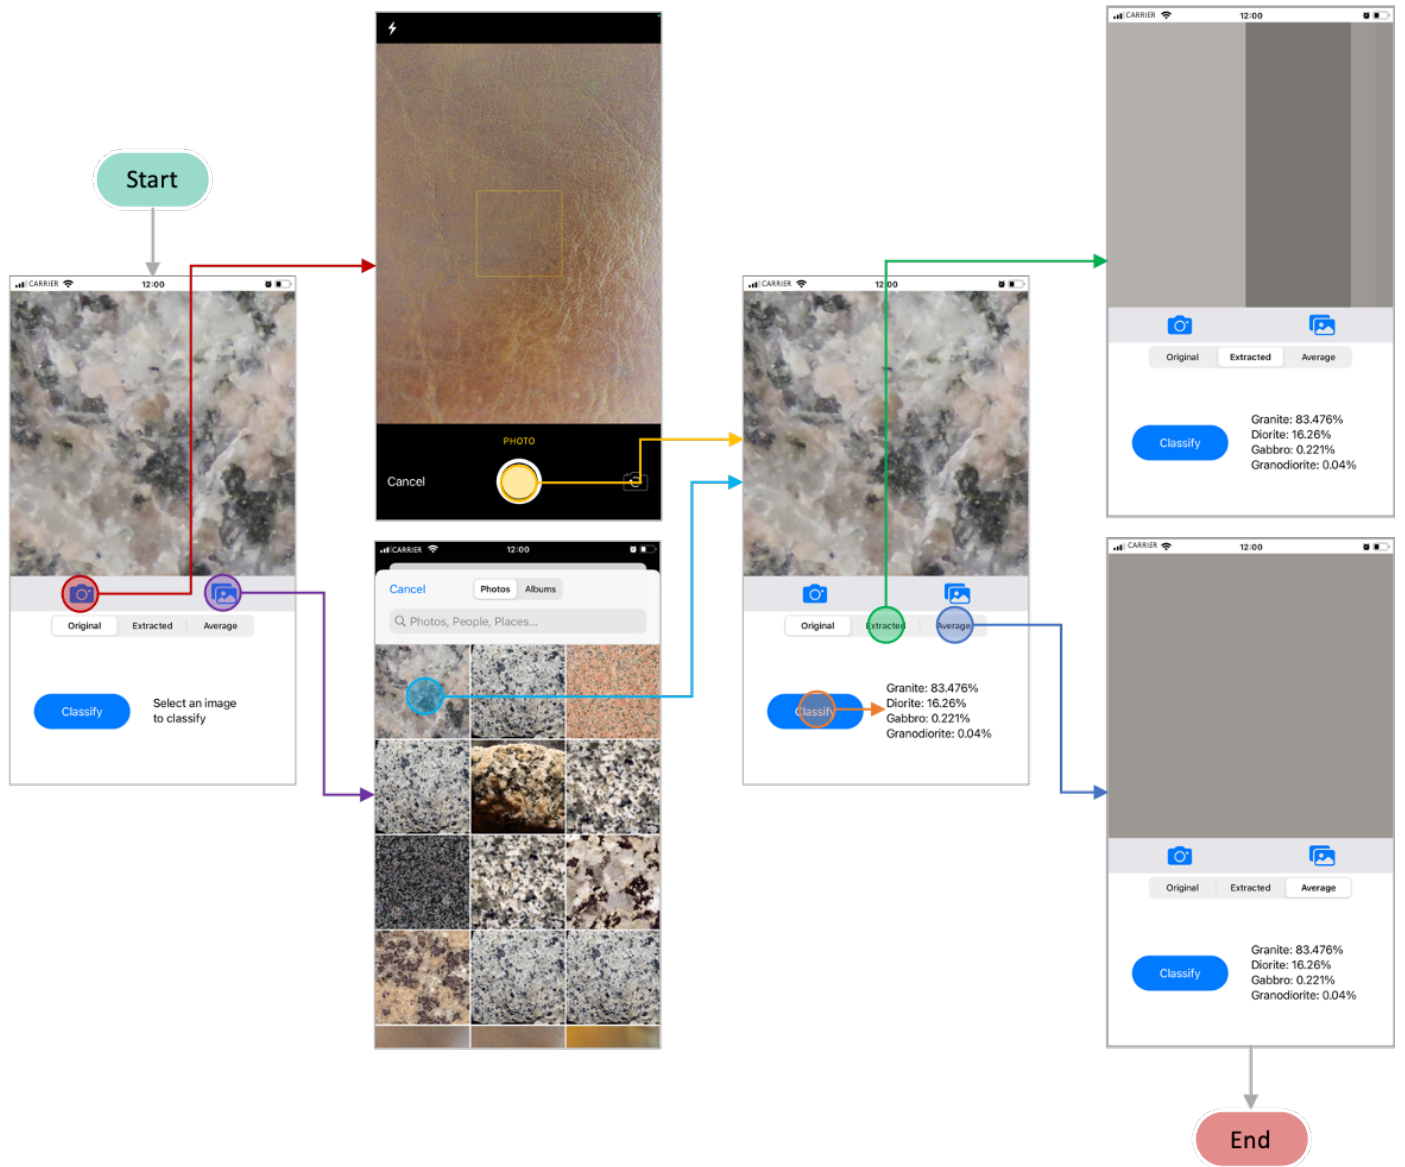 Start
CARRIER 12:00
Original Extracted Average
Classify
Select an image
to classify
PHOTO
Cancel
CARRIER 12:00
Cancel Photos Albums
Photos, People, Places...
CARRIER 12:00
Original Extracted Average
Classify
Granite: 83.476%
Diorite: 16.26%
Gabbro: 0.221%
Granodiorite: 0.04%
CARRIER 12:00
Original Extracted Average
Classify
Granite: 83.476%
Diorite: 16.26%
Gabbro: 0.221%
Granodiorite: 0.04%
CARRIER 12:00
Original Extracted Average
Classify
Granite: 83.476%
Diorite: 16.26%
Gabbro: 0.221%
Granodiorite: 0.04%
End